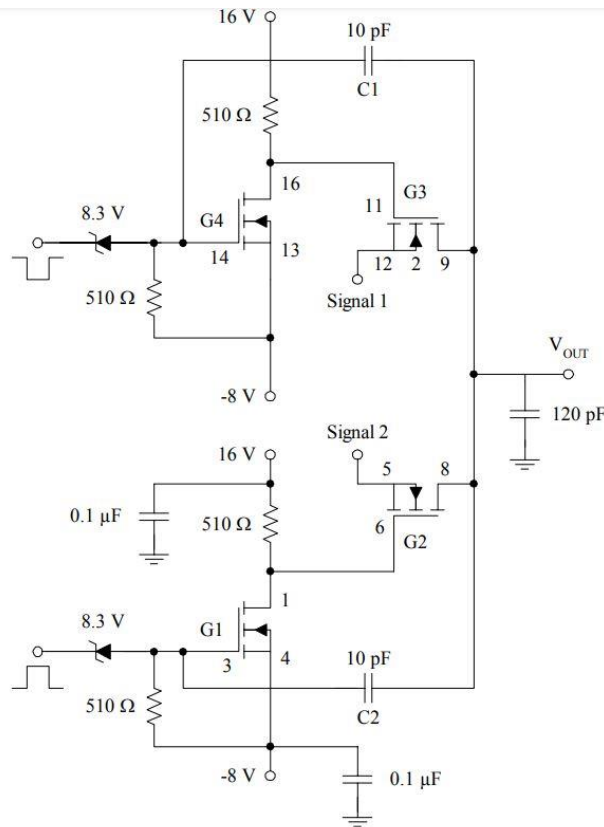 16 V
10 pF
C1
510 Ω
16
G3
8.3 V
G4
11
14
13
12
2
9
510 Ω
Signal 1
V_OUT
-8 V
120 pF
Signal 2
16 V
5
8
0.1 µF
510 Ω
6
G2
1
8.3 V
G1
10 pF
3
4
510 Ω
C2
-8 V
0.1 µF